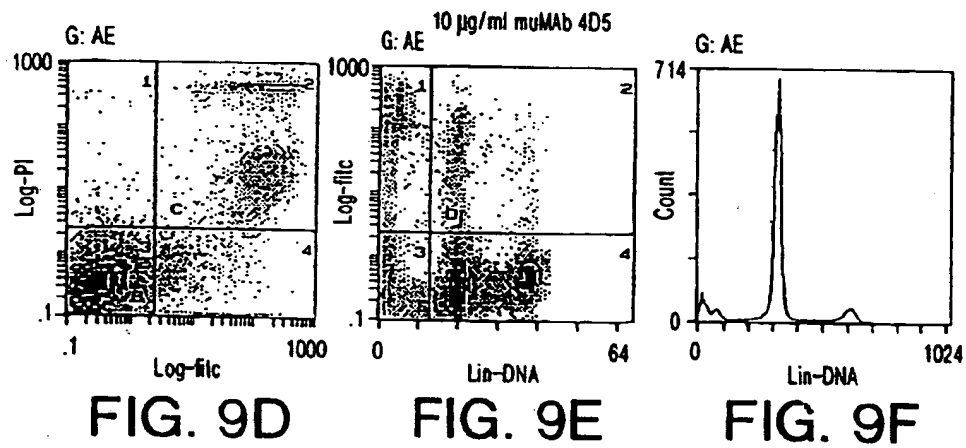 10 µg/ml muMAb 4D5
G: AE
1000
Log-PI
.1
1
2
C
3
4
.1
1000
Log-fitc
FIG. 9D
G: AE
1000
Log-fitc
.1
1
2
3
4
0
64
Lin-DNA
FIG. 9E
G: AE
714
Count
0
0
1024
Lin-DNA
FIG. 9F